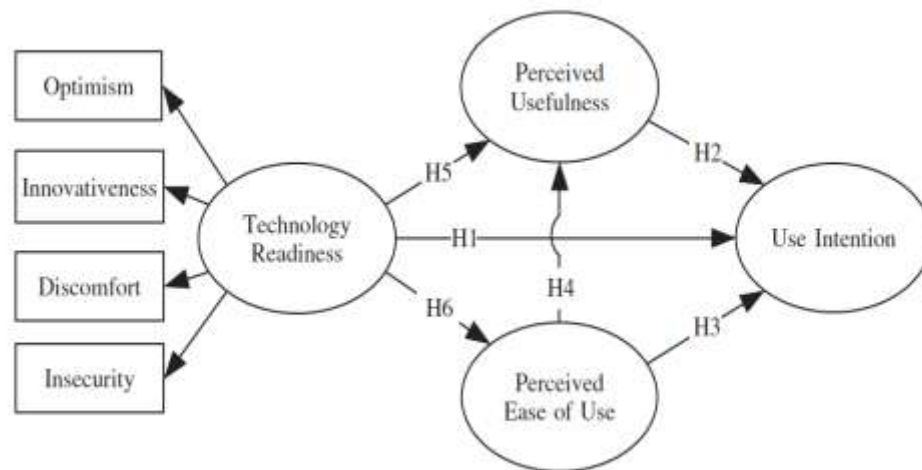 Optimism
Innovativeness
Discomfort
Insecurity
Technology
Readiness
Perceived
Usefulness
Perceived
Ease of Use
Use Intention
H5
H2
H1
H4
H6
H3